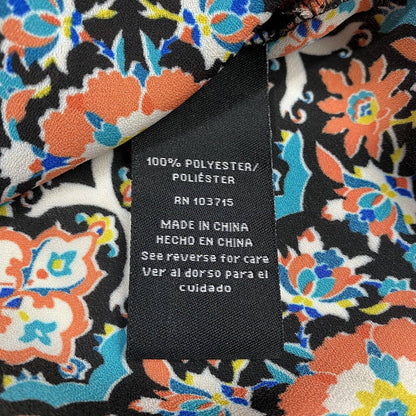 100% POLYESTER/
POLIÉSTER
RN 103715
MADE IN CHINA
HECHO EN CHINA
See reverse for care
Ver al dorso para el
cuidado